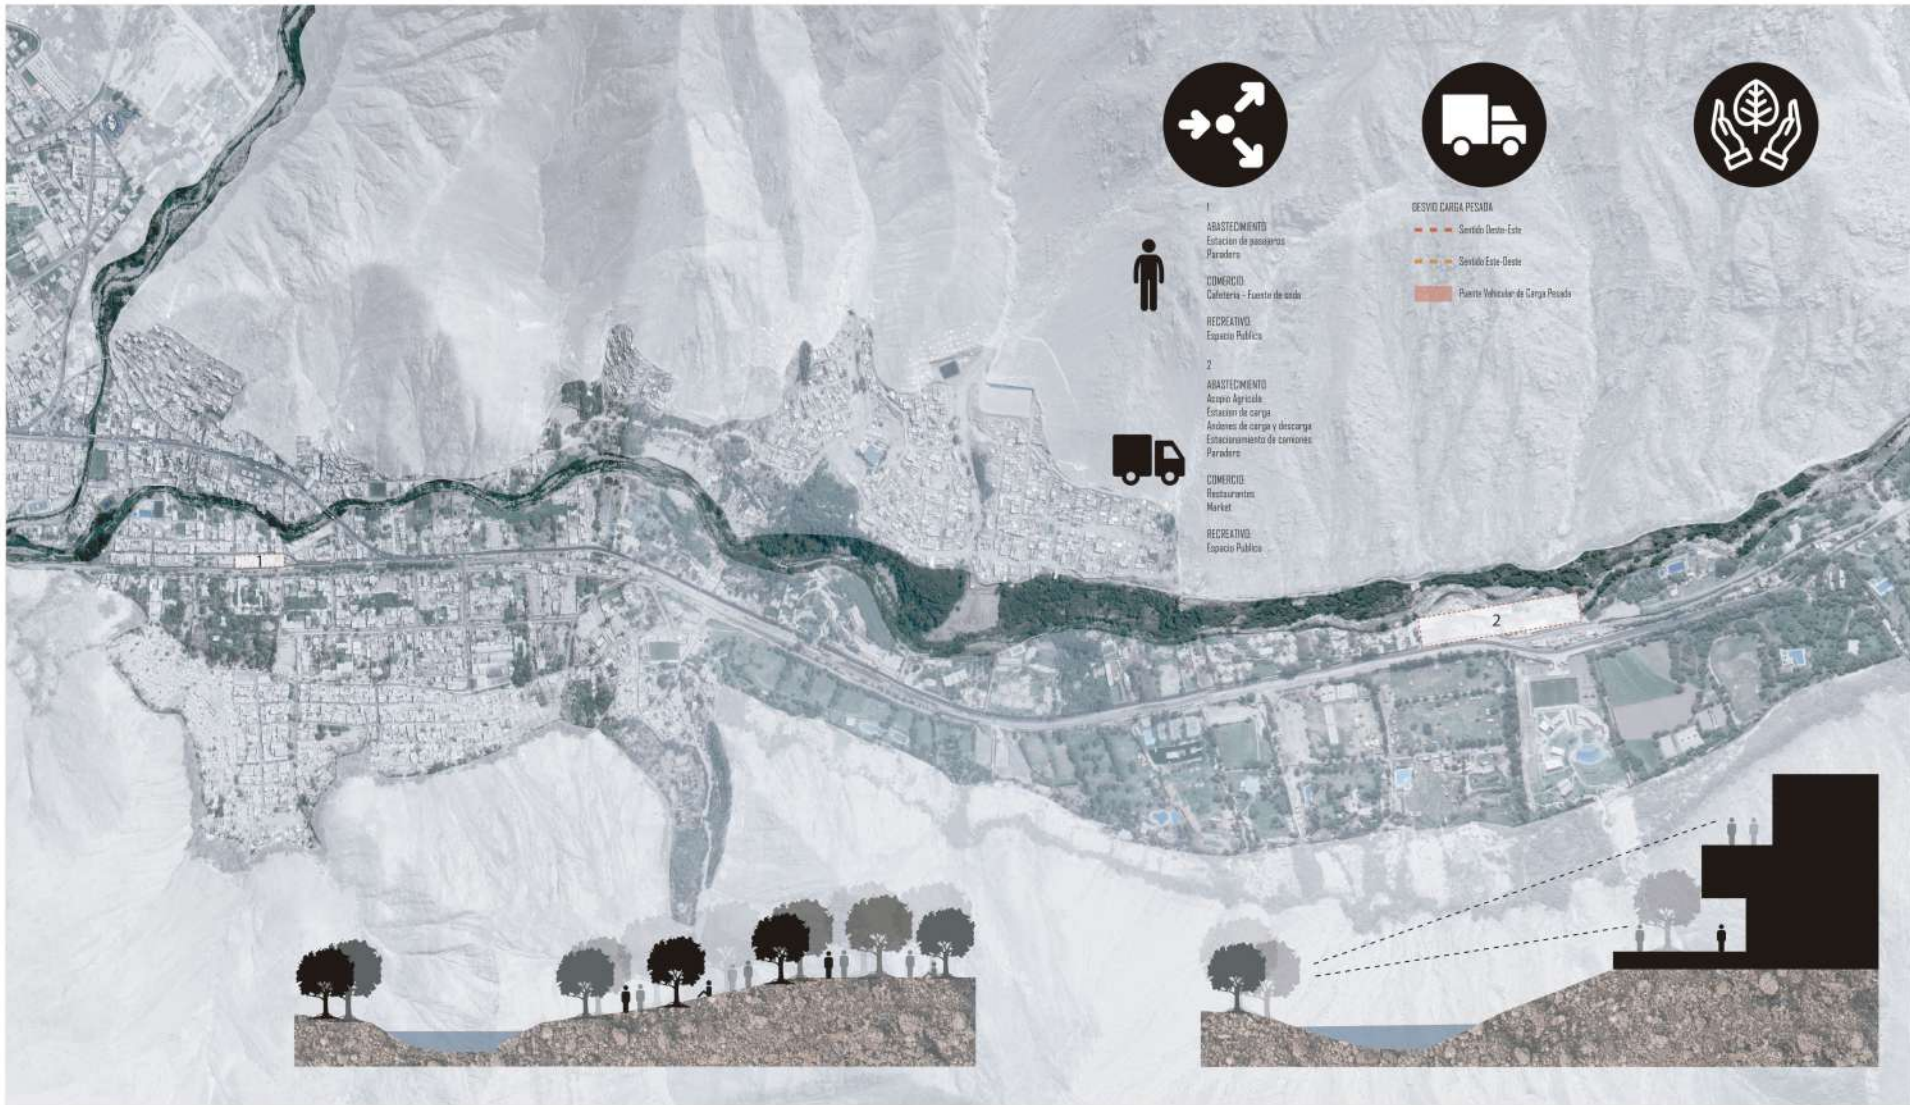 1
ABASTECIMIENTO
Estacion de pasajeros
Paradero
COMERCIO:
Cafeteria - Fuente de soda
RECREATIVO:
Espacio Publico
2
ABASTECIMIENTO
Acopio Agricola
Estacion de carga
Andenes de carga y descarga
Estacionamiento de camiones
Paradero
COMERCIO:
Restaurantes
Market
RECREATIVO:
Espacio Publico
DESVIO CARGA PESADA
Sentido Oeste-Este
Sentido Este-Oeste
Puente Vehicular de Carga Pesada
1
2